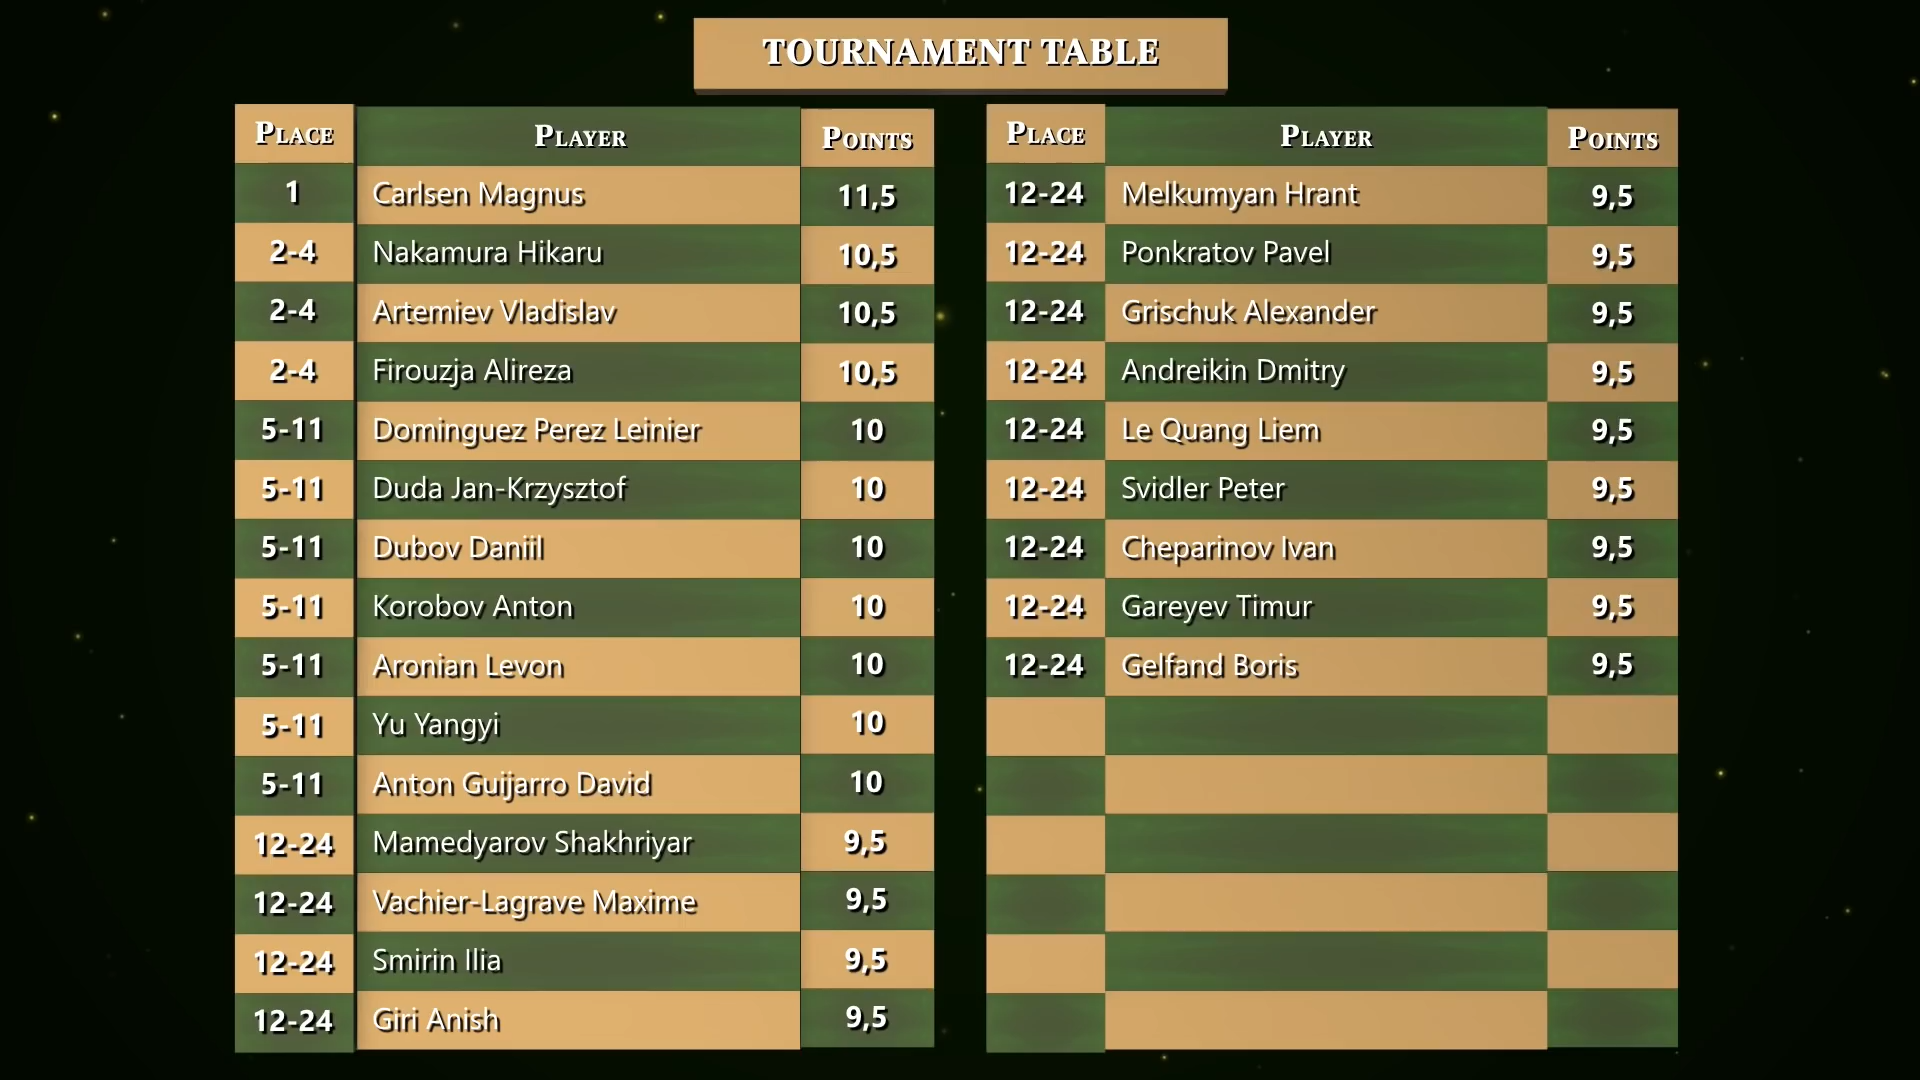 TOURNAMENT TABLE
PLACE PLAYER POINTS
1 Carlsen Magnus 11,5
2-4 Nakamura Hikaru 10,5
2-4 Artemiev Vladislav 10,5
2-4 Firouzja Alireza 10,5
5-11 Dominguez Perez Leinier 10
5-11 Duda Jan-Krzysztof 10
5-11 Dubov Daniil 10
5-11 Korobov Anton 10
5-11 Aronian Levon 10
5-11 Yu Yangyi 10
5-11 Anton Guijarro David 10
12-24 Mamedyarov Shakhriyar 9,5
12-24 Vachier-Lagrave Maxime 9,5
12-24 Smirin Ilia 9,5
12-24 Giri Anish 9,5
PLACE PLAYER POINTS
12-24 Melkumyan Hrant 9,5
12-24 Ponkratov Pavel 9,5
12-24 Grischuk Alexander 9,5
12-24 Andreikin Dmitry 9,5
12-24 Le Quang Liem 9,5
12-24 Svidler Peter 9,5
12-24 Cheparinov Ivan 9,5
12-24 Gareyev Timur 9,5
12-24 Gelfand Boris 9,5